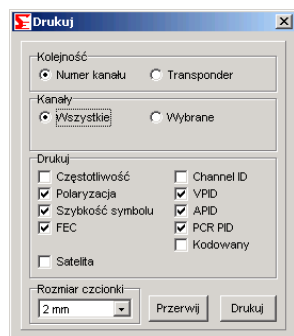 Drukuj
Kolejność
Numer kanału Transponder
Kanały
Wszystkie Wybrane
Drukuj
Częstotliwość Channel ID
Polaryzacja VPID
Szybkość symbolu APID
FEC PCR PID
Kodowany
Satelita
Rozmiar czcionki
2 mm Przerwij Drukuj